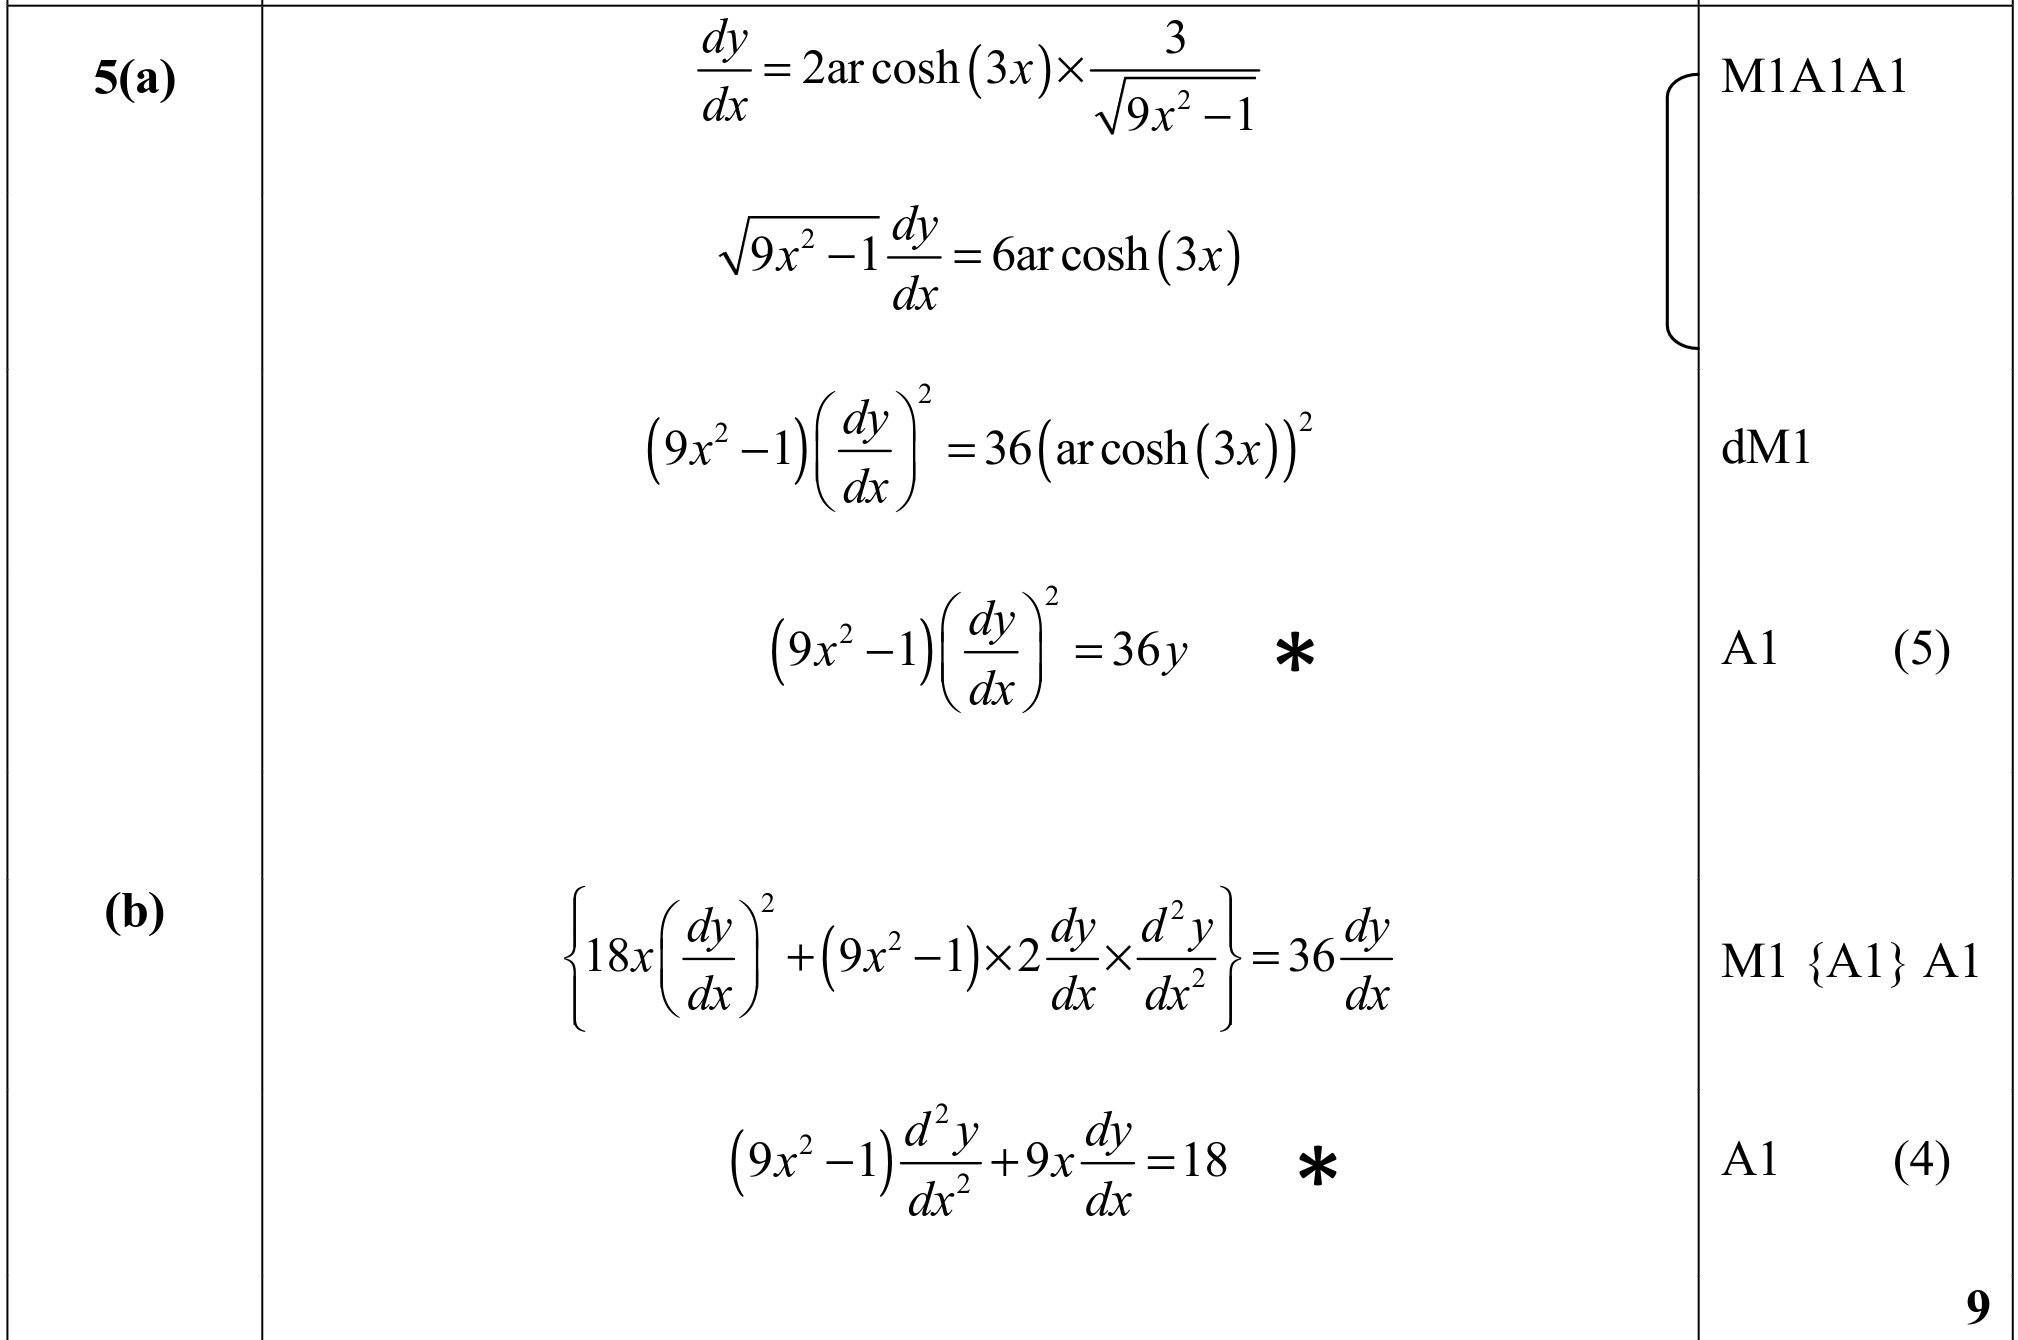 5(a) dy/dx = 2ar cosh(3x) × 3/√(9x² − 1) M1A1A1
√(9x² − 1) dy/dx = 6ar cosh(3x)
(9x² − 1)(dy/dx)² = 36(ar cosh(3x))² dM1
(9x² − 1)(dy/dx)² = 36y * A1 (5)
(b) {18x(dy/dx)² + (9x² − 1) × 2 dy/dx × d²y/dx²} = 36 dy/dx M1 {A1} A1
(9x² − 1) d²y/dx² + 9x dy/dx = 18 * A1 (4)
9